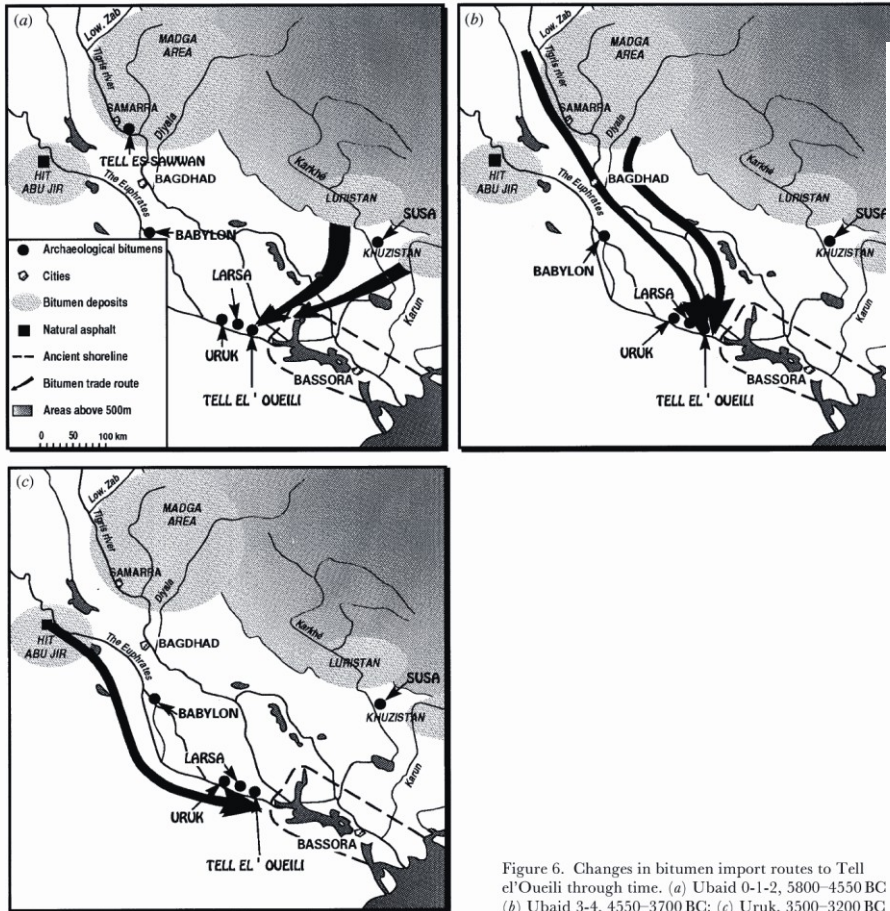 (a)
Low. Zab
MADGA
AREA
Tigris river
SAMARRA
Diyala
TELL ES-SAWWAN
HIT
ABU JIR
BAGDHAD
The Euphrates
Karkhé
LURISTAN
SUSA
BABYLON
KHUZISTAN
LARSA
Karun
URUK
BASSORA
TELL EL' OUEILI
Archaeological bitumens
Cities
Bitumen deposits
Natural asphalt
Ancient shoreline
Bitumen trade route
Areas above 500m
0 50 100 km
(b)
Low. Zab
MADGA
AREA
Tigris river
SAMARRA
Diyala
HIT
ABU JIR
BAGDHAD
The Euphrates
Karkhé
LURISTAN
SUSA
BABYLON
KHUZISTAN
LARSA
Karun
URUK
BASSORA
TELL EL' OUEILI
(c)
Low. Zab
MADGA
AREA
Tigris river
SAMARRA
Diyala
HIT
ABU JIR
BAGDHAD
The Euphrates
Karkhé
LURISTAN
SUSA
BABYLON
KHUZISTAN
LARSA
Karun
URUK
BASSORA
TELL EL' OUEILI
Figure 6. Changes in bitumen import routes to Tell
el'Oueili through time. (a) Ubaid 0-1-2, 5800–4550 BC
(b) Ubaid 3-4, 4550–3700 BC; (c) Uruk, 3500–3200 BC